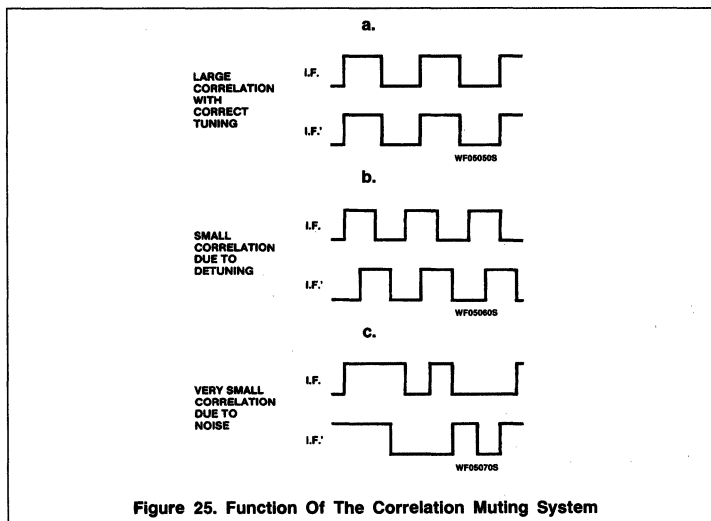 a.
LARGE
CORRELATION
WITH
CORRECT
TUNING
I.F.
I.F.'
WF05050S
b.
SMALL
CORRELATION
DUE TO
DETUNING
I.F.
I.F.'
WF05060S
c.
VERY SMALL
CORRELATION
DUE TO
NOISE
I.F.
I.F.'
WF05070S
Figure 25. Function Of The Correlation Muting System